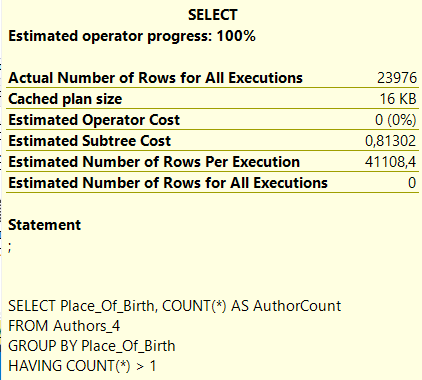 SELECT
Estimated operator progress: 100%
Actual Number of Rows for All Executions 23976
Cached plan size 16 KB
Estimated Operator Cost 0 (0%)
Estimated Subtree Cost 0,81302
Estimated Number of Rows Per Execution 41108,4
Estimated Number of Rows for All Executions 0
Statement
;
SELECT Place_Of_Birth, COUNT(*) AS AuthorCount
FROM Authors_4
GROUP BY Place_Of_Birth
HAVING COUNT(*) > 1